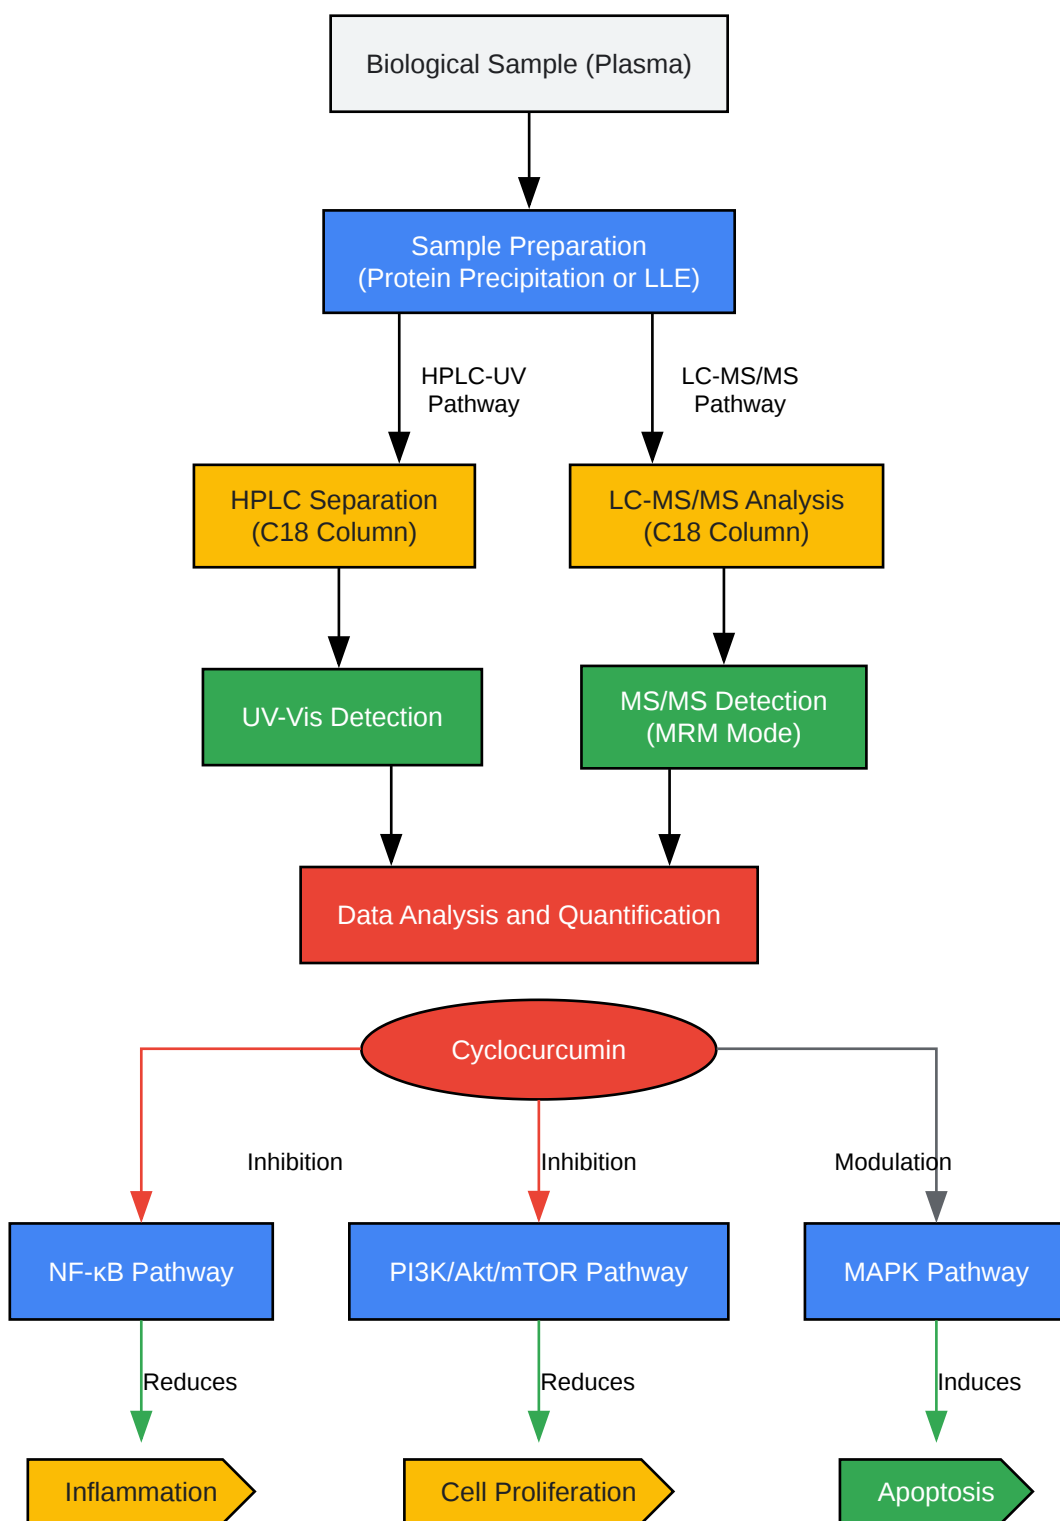 Biological Sample (Plasma)
Sample Preparation
(Protein Precipitation or LLE)
HPLC-UV
Pathway
LC-MS/MS
Pathway
HPLC Separation
(C18 Column)
LC-MS/MS Analysis
(C18 Column)
UV-Vis Detection
MS/MS Detection
(MRM Mode)
Data Analysis and Quantification
Cyclocurcumin
Inhibition
Inhibition
Modulation
NF-κB Pathway
PI3K/Akt/mTOR Pathway
MAPK Pathway
Reduces
Reduces
Induces
Inflammation
Cell Proliferation
Apoptosis